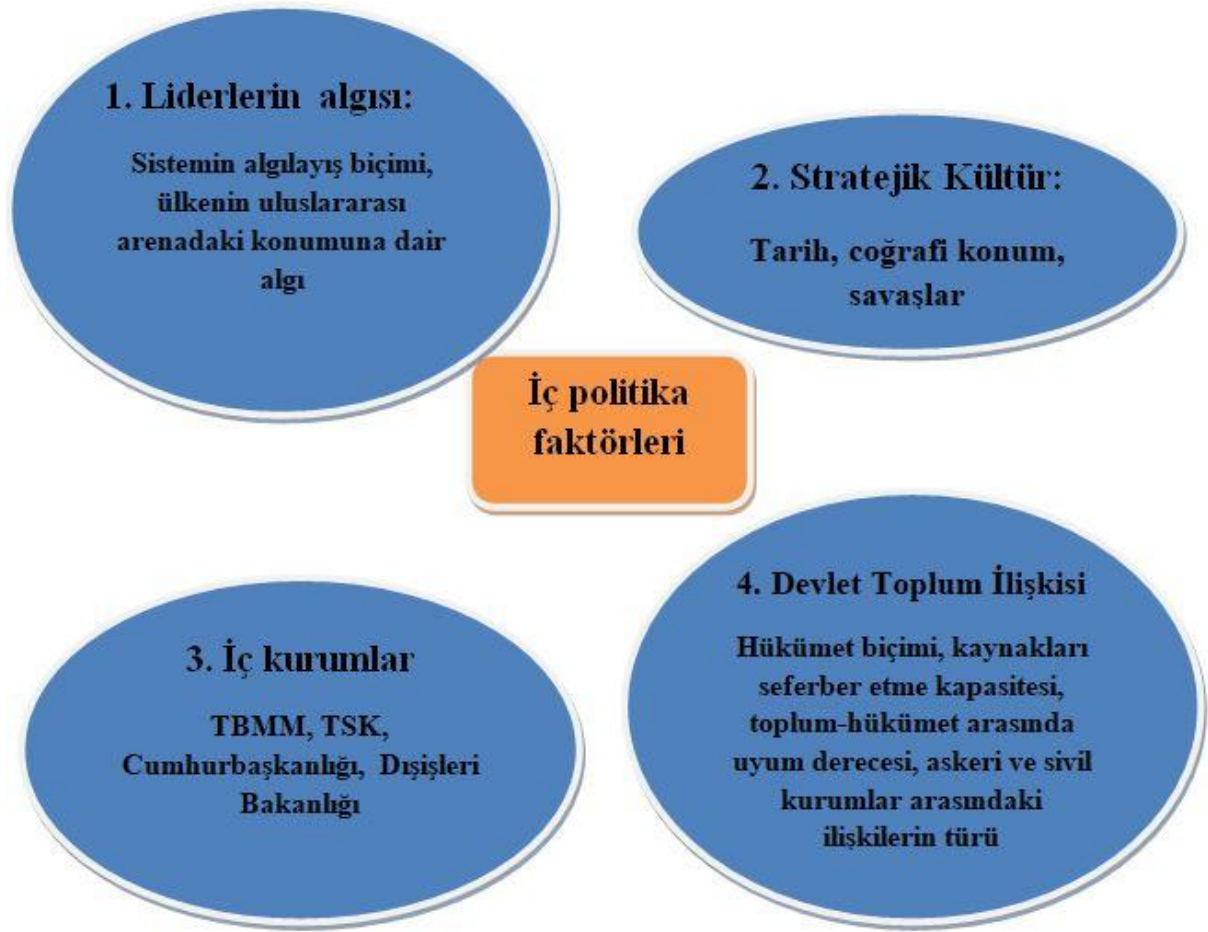 1. Liderlerin algısı:
Sistemin algılayış biçimi,
ülkenin uluslararası
arenadaki konumuna dair
algı
2. Stratejik Kültür:
Tarih, coğrafi konum,
savaşlar
İç politika
faktörleri
3. İç kurumlar
TBMM, TSK,
Cumhurbaşkanlığı, Dışişleri
Bakanlığı
4. Devlet Toplum İlişkisi
Hükümet biçimi, kaynakları
seferber etme kapasitesi,
toplum-hükümet arasında
uyum derecesi, askeri ve sivil
kurumlar arasındaki
ilişkilerin türü